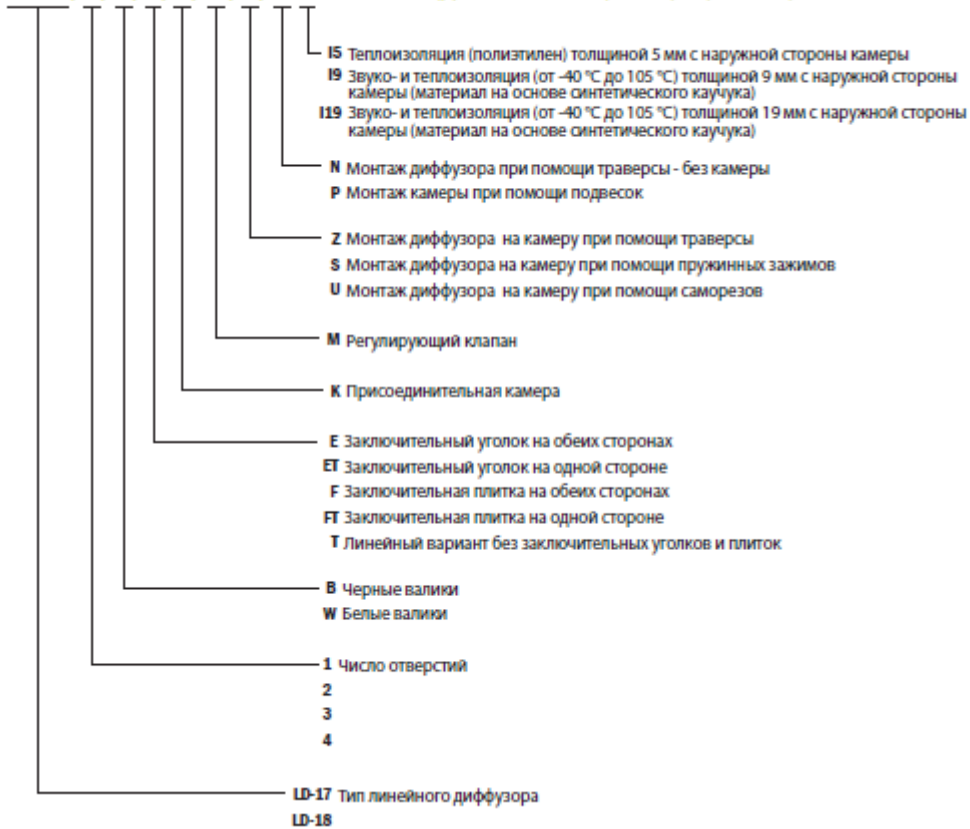 I5 Теплоизоляция (полиэтилен) толщиной 5 мм с наружной стороны камеры
I9 Звуко- и теплоизоляция (от -40 °C до 105 °C) толщиной 9 мм с наружной стороны
камеры (материал на основе синтетического каучука)
I19 Звуко- и теплоизоляция (от -40 °C до 105 °C) толщиной 19 мм с наружной стороны
камеры (материал на основе синтетического каучука)
N Монтаж диффузора при помощи траверсы - без камеры
P Монтаж камеры при помощи подвесок
Z Монтаж диффузора на камеру при помощи траверсы
S Монтаж диффузора на камеру при помощи пружинных зажимов
U Монтаж диффузора на камеру при помощи саморезов
M Регулирующий клапан
K Присоединительная камера
E Заключительный уголок на обеих сторонах
ET Заключительный уголок на одной стороне
F Заключительная плитка на обеих сторонах
FT Заключительная плитка на одной стороне
T Линейный вариант без заключительных уголков и плиток
B Черные валики
W Белые валики
1 Число отверстий
2
3
4
LD-17 Тип линейного диффузора
LD-18